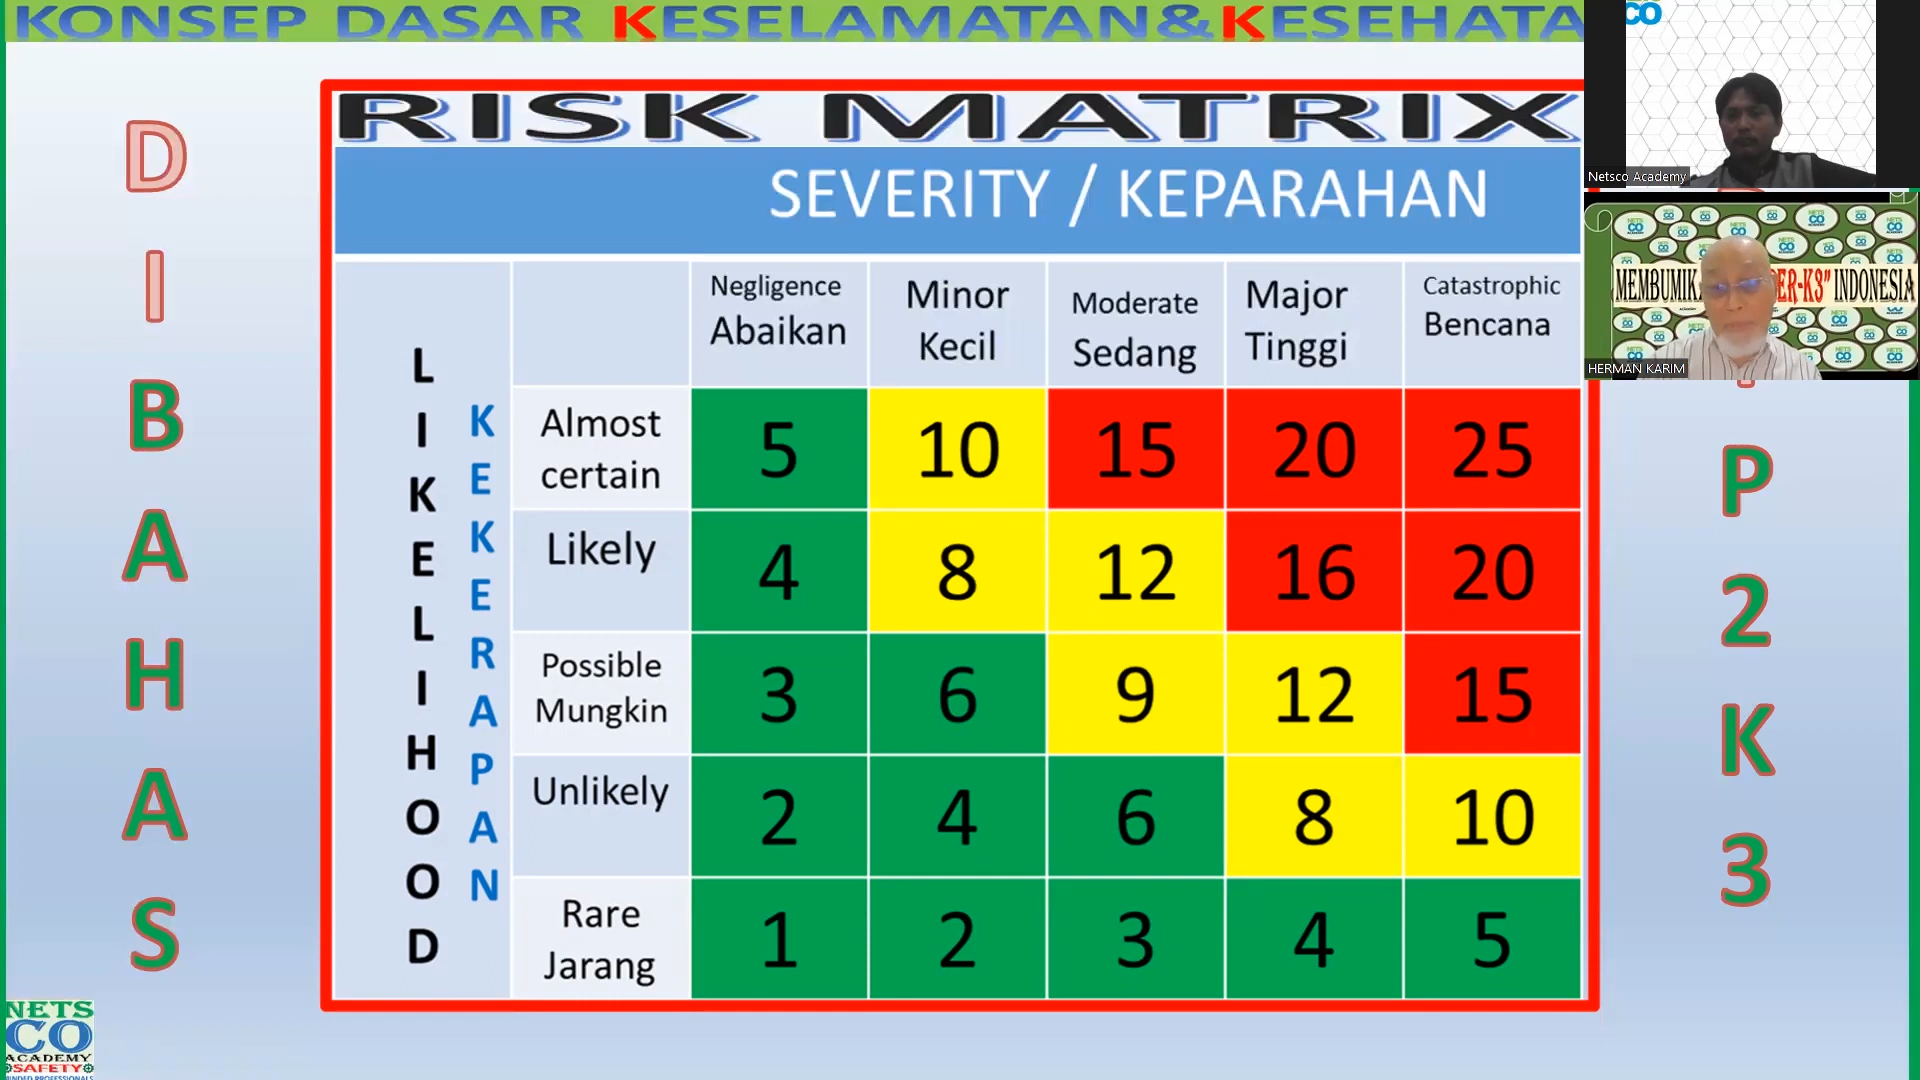 KONSEP DASAR KESELAMATAN&KESEHATA
DIBAHAS
RISK MATRIX
SEVERITY / KEPARAHAN
LIKELIHOOD
KEKERAPAN
Negligence
Abaikan
Minor
Kecil
Moderate
Sedang
Major
Tinggi
Catastrophic
Bencana
Almost
certain
5 10 15 20 25
Likely
4 8 12 16 20
Possible
Mungkin
3 6 9 12 15
Unlikely
2 4 6 8 10
Rare
Jarang
1 2 3 4 5
P2K3
CO
Netsco Academy
MEMBUMIK
ER-K3" INDONESIA
HERMAN KARIM
NETS
CO
ACADEMY
SAFETY